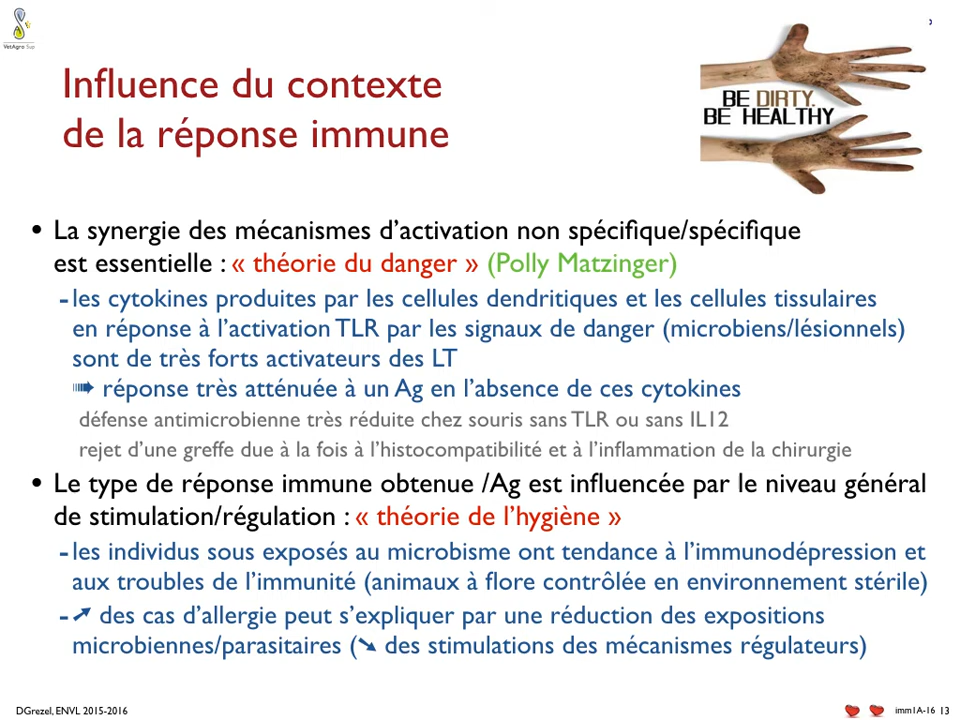 VetAgro Sup
Influence du contexte
de la réponse immune
BE DIRTY.
BE HEALTHY
• La synergie des mécanismes d’activation non spécifique/spécifique
est essentielle : « théorie du danger » (Polly Matzinger)
- les cytokines produites par les cellules dendritiques et les cellules tissulaires
en réponse à l’activation TLR par les signaux de danger (microbiens/lésionnels)
sont de très forts activateurs des LT
➠ réponse très atténuée à un Ag en l’absence de ces cytokines
défense antimicrobienne très réduite chez souris sans TLR ou sans IL12
rejet d’une greffe due à la fois à l’histocompatibilité et à l’inflammation de la chirurgie
• Le type de réponse immune obtenue /Ag est influencée par le niveau général
de stimulation/régulation : « théorie de l’hygiène »
- les individus sous exposés au microbisme ont tendance à l’immunodépression et
aux troubles de l’immunité (animaux à flore contrôlée en environnement stérile)
- ➚ des cas d’allergie peut s’expliquer par une réduction des expositions
microbiennes/parasitaires (➘ des stimulations des mécanismes régulateurs)
DGrezel, ENVL 2015-2016
imm1A-16 13